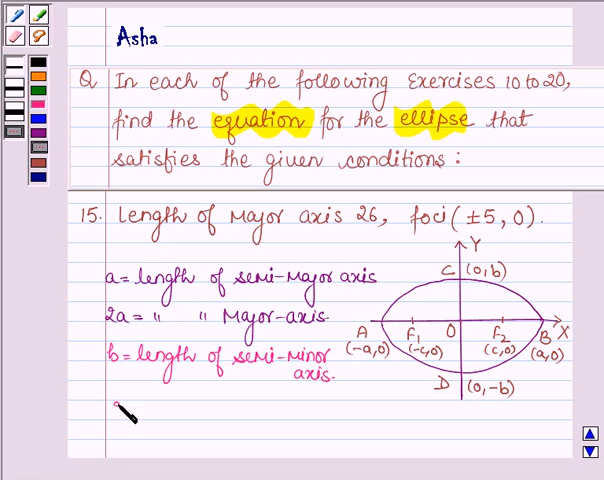 Asha
Q In each of the following Exercises 10 to 20,
find the equation for the ellipse that
satisfies the given conditions :
15. Length of Major axis 26, foci (±5, 0).
Y
C (0, b)
a = length of semi-Major axis
2a = " " Major-axis
A F₁ O F₂ B X
(-a, 0) (-c, 0) (c, 0) (a, 0)
b = length of semi-minor
axis.
D (0, -b)